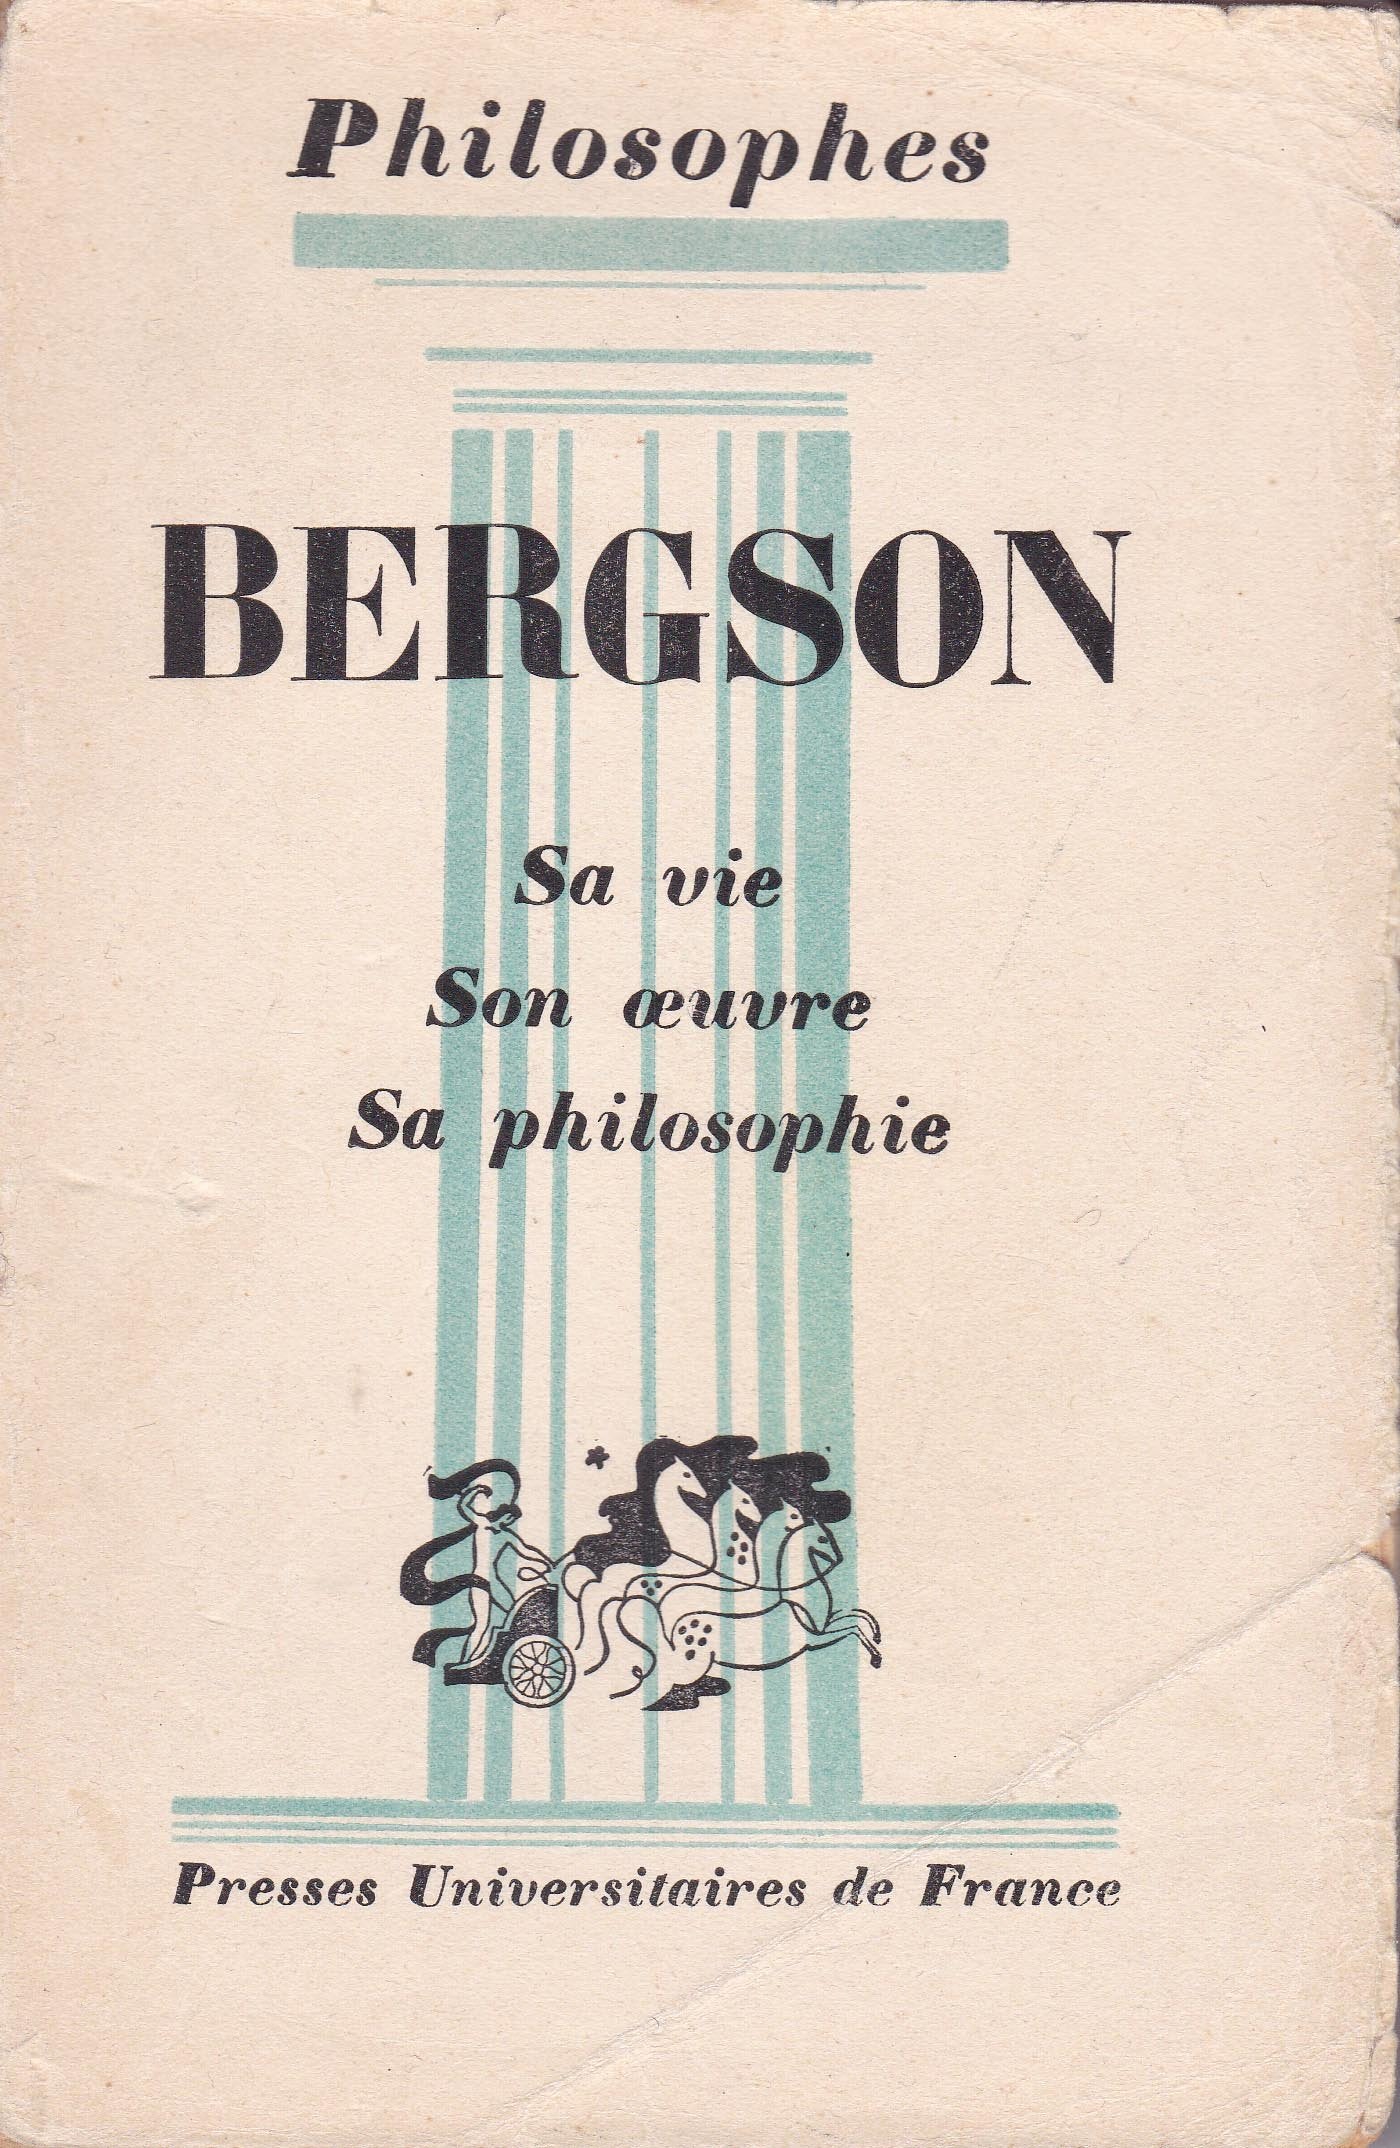 Philosophes
BERGSON
Sa vie
Son œuvre
Sa philosophie
Presses Universitaires de France